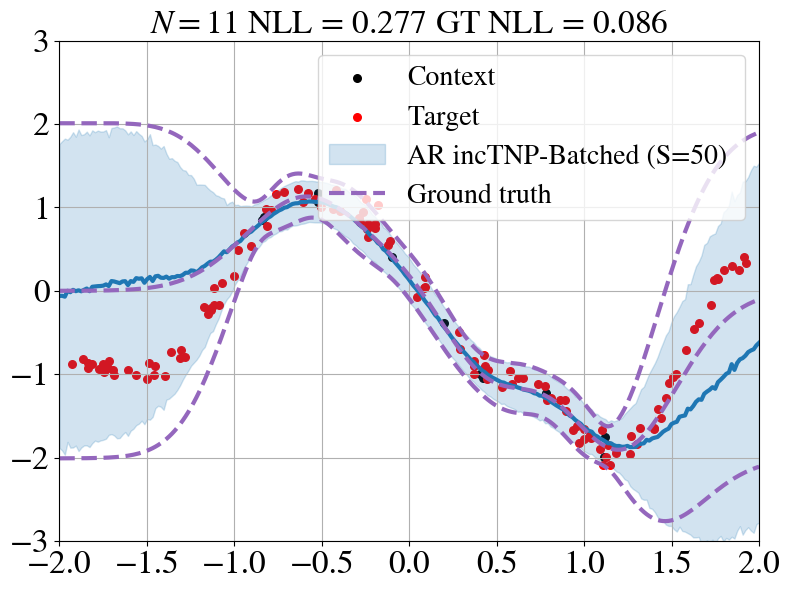 N = 11 NLL = 0.277 GT NLL = 0.086
Context
Target
AR incTNP-Batched (S=50)
Ground truth
3
2
1
0
−1
−2
−3
−2.0 −1.5 −1.0 −0.5 0.0 0.5 1.0 1.5 2.0